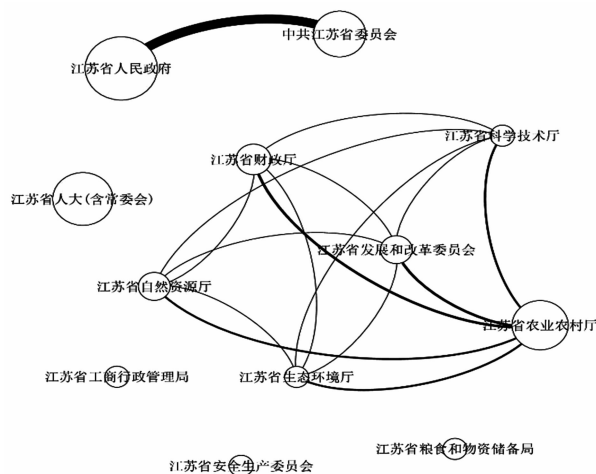 中共江苏省委员会
江苏省人民政府
江苏省科学技术厅
江苏省财政厅
江苏省人大(含常委会)
江苏省发展和改革委员会
江苏省自然资源厅
江苏省农业农村厅
江苏省工商行政管理局
江苏省生态环境厅
江苏省粮食和物资储备局
江苏省安全生产委员会